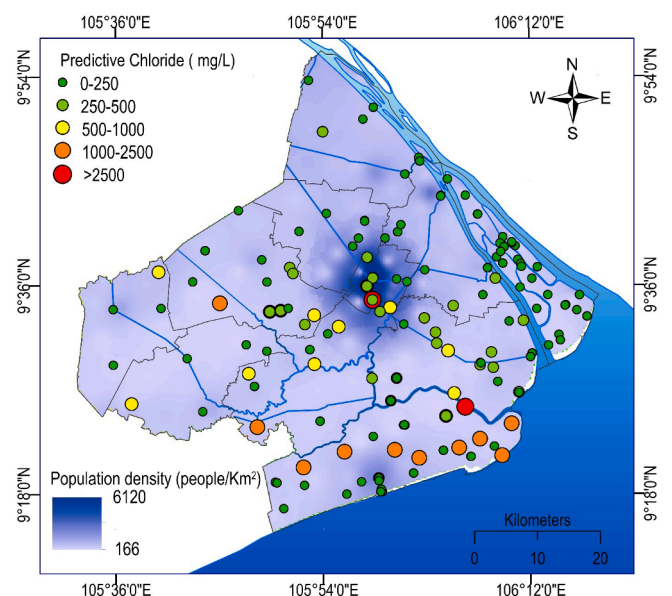 105°36'0"E 105°54'0"E 106°12'0"E
Predictive Chloride ( mg/L)
0-250
250-500
500-1000
1000-2500
>2500
N
W E
S
9°54'0"N 9°54'0"N
9°36'0"N 9°36'0"N
9°18'0"N 9°18'0"N
Population density (people/Km²)
6120
166
Kilometers
0 10 20
105°36'0"E 105°54'0"E 106°12'0"E